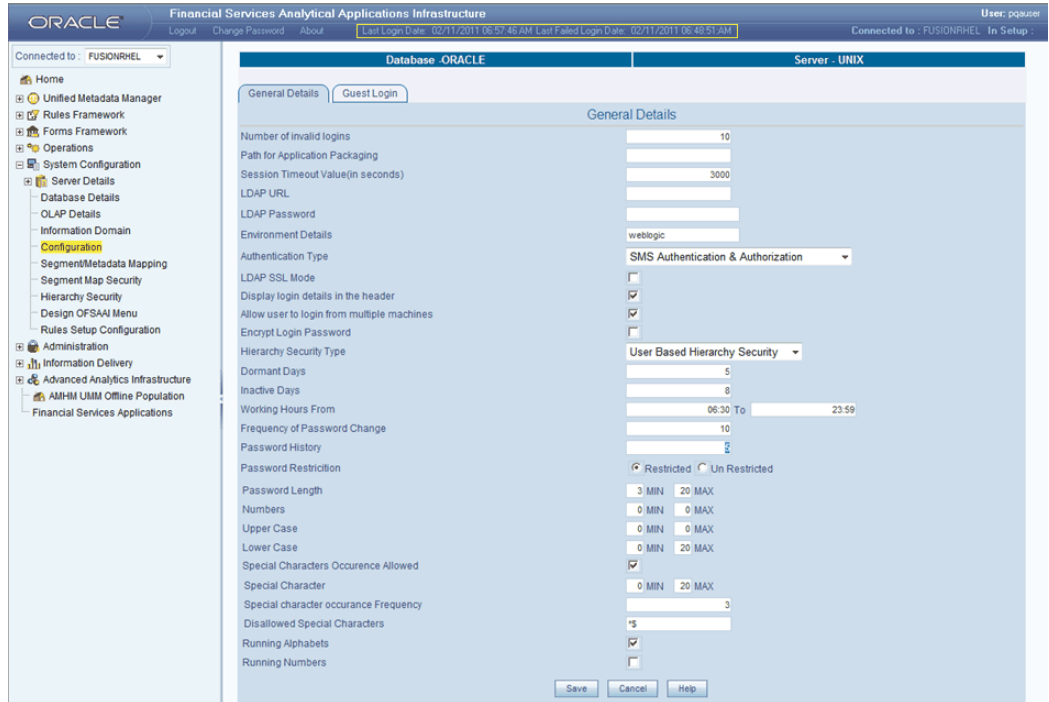 ORACLE
Financial Services Analytical Applications Infrastructure
User: pqauser
Logout Change Password About Last Login Date: 02/11/2011 06:57:46 AM Last Failed Login Date: 02/11/2011 06:48:51 AM Connected to : FUSIONRHEL In Setup :
Connected to : FUSIONRHEL
Home
Unified Metadata Manager
Rules Framework
Forms Framework
Operations
System Configuration
Server Details
Database Details
OLAP Details
Information Domain
Configuration
Segment/Metadata Mapping
Segment Map Security
Hierarchy Security
Design OFSAAI Menu
Rules Setup Configuration
Administration
Information Delivery
Advanced Analytics Infrastructure
AMHM UMM Offline Population
Financial Services Applications
Database -ORACLE Server - UNIX
General Details Guest Login
General Details
Number of invalid logins 10
Path for Application Packaging
Session Timeout Value(in seconds) 3000
LDAP URL
LDAP Password
Environment Details weblogic
Authentication Type SMS Authentication & Authorization
LDAP SSL Mode
Display login details in the header
Allow user to login from multiple machines
Encrypt Login Password
Hierarchy Security Type User Based Hierarchy Security
Dormant Days 5
Inactive Days 8
Working Hours From 06:30 To 23:59
Frequency of Password Change 10
Password History
Password Restriction Restricted Un Restricted
Password Length 3 MIN 20 MAX
Numbers 0 MIN 0 MAX
Upper Case 0 MIN 0 MAX
Lower Case 0 MIN 20 MAX
Special Characters Occurence Allowed
Special Character 0 MIN 20 MAX
Special character occurance Frequency 3
Disallowed Special Characters *$
Running Alphabets
Running Numbers
Save Cancel Help